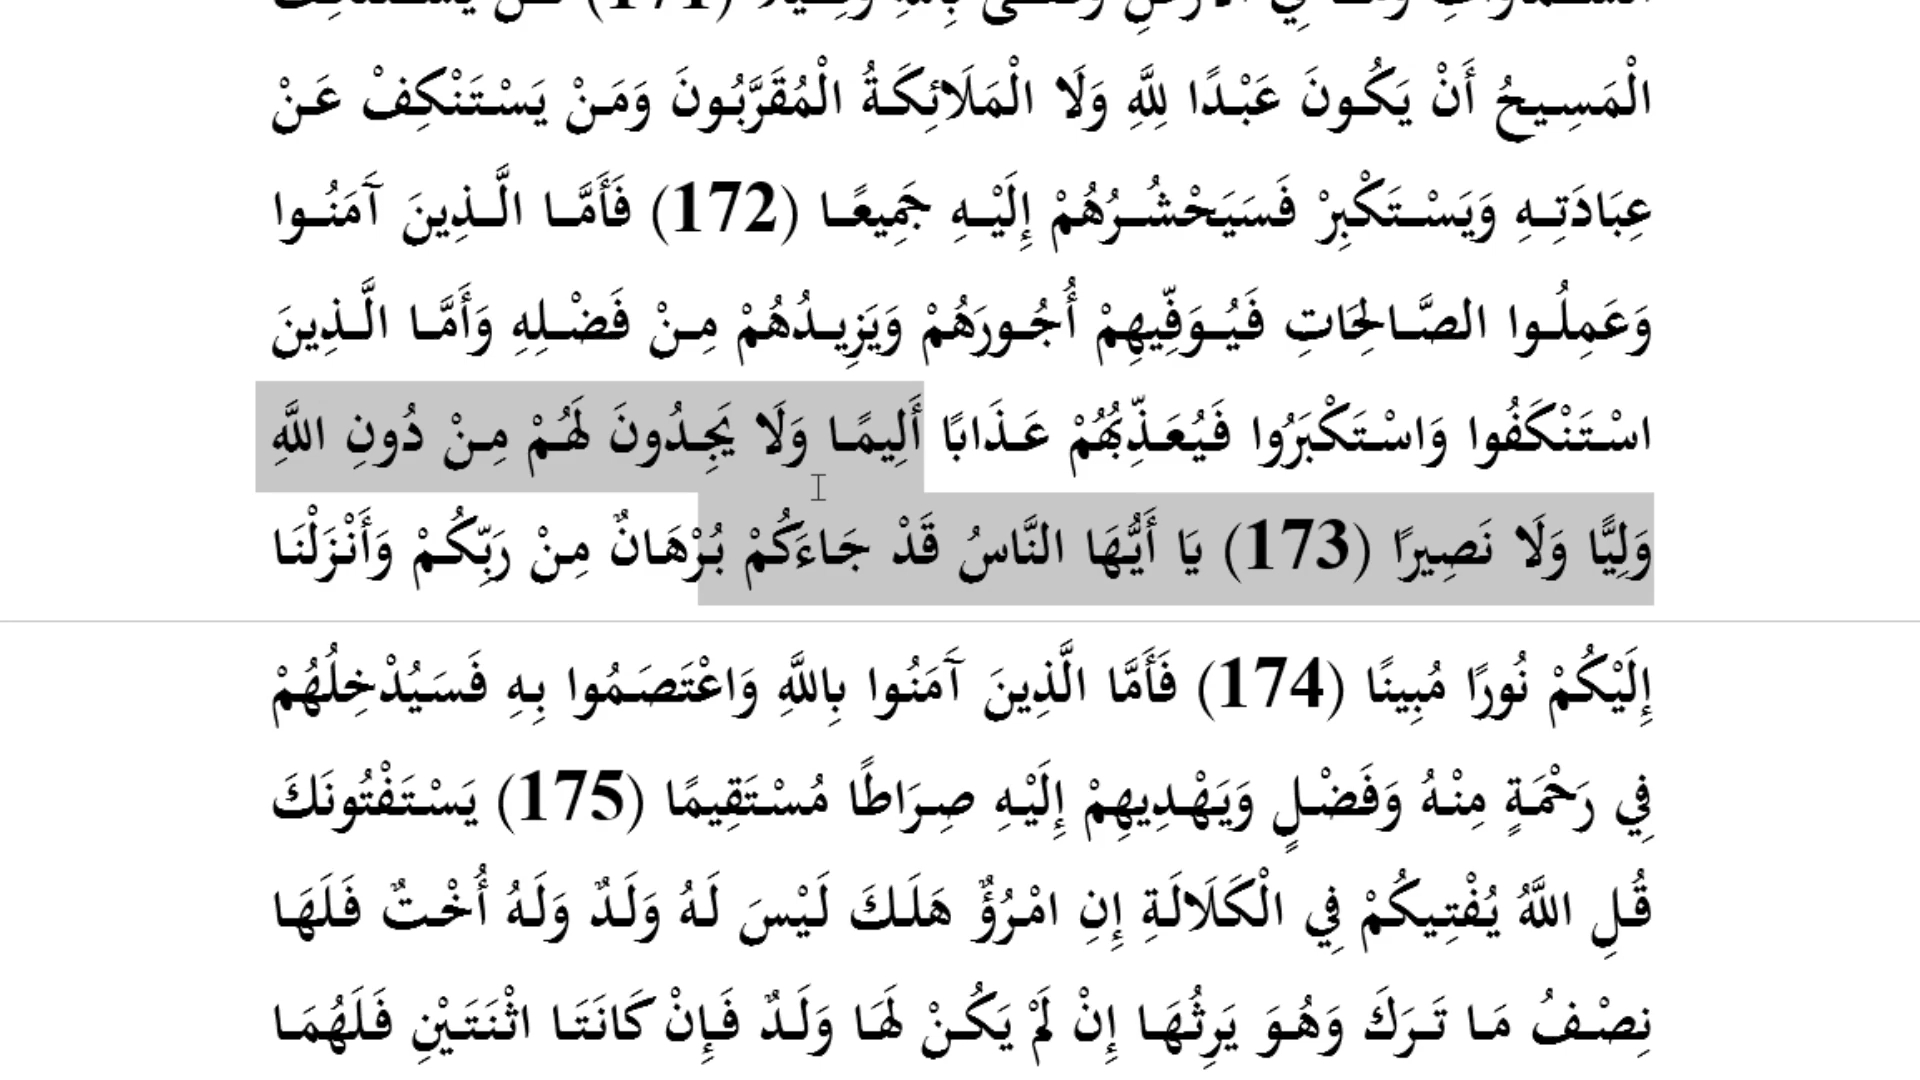 الْمَسِيحُ أَنْ يَكُونَ عَبْدًا لِلَّهِ وَلَا الْمَلَائِكَةُ الْمُقَرَّبُونَ وَمَنْ يَسْتَنْكِفْ عَنْ
عِبَادَتِهِ وَيَسْتَكْبِرْ فَسَيَحْشُرُهُمْ إِلَيْهِ جَمِيعًا (172) فَأَمَّا الَّذِينَ آَمَنُوا
وَعَمِلُوا الصَّالِحَاتِ فَيُوَفِّيهِمْ أُجُورَهُمْ وَيَزِيدُهُمْ مِنْ فَضْلِهِ وَأَمَّا الَّذِينَ
اسْتَنْكَفُوا وَاسْتَكْبَرُوا فَيُعَذِّبُهُمْ عَذَابًا أَلِيمًا وَلَا يَجِدُونَ لَهُمْ مِنْ دُونِ اللَّهِ
وَلِيًّا وَلَا نَصِيرًا (173) يَا أَيُّهَا النَّاسُ قَدْ جَاءَكُمْ بُرْهَانٌ مِنْ رَبِّكُمْ وَأَنْزَلْنَا
إِلَيْكُمْ نُورًا مُبِينًا (174) فَأَمَّا الَّذِينَ آَمَنُوا بِاللَّهِ وَاعْتَصَمُوا بِهِ فَسَيُدْخِلُهُمْ
فِي رَحْمَةٍ مِنْهُ وَفَضْلٍ وَيَهْدِيهِمْ إِلَيْهِ صِرَاطًا مُسْتَقِيمًا (175) يَسْتَفْتُونَكَ
قُلِ اللَّهُ يُفْتِيكُمْ فِي الْكَلَالَةِ إِنِ امْرُؤٌ هَلَكَ لَيْسَ لَهُ وَلَدٌ وَلَهُ أُخْتٌ فَلَهَا
نِصْفُ مَا تَرَكَ وَهُوَ يَرِثُهَا إِنْ لَمْ يَكُنْ لَهَا وَلَدٌ فَإِنْ كَانَتَا اثْنَتَيْنِ فَلَهُمَا